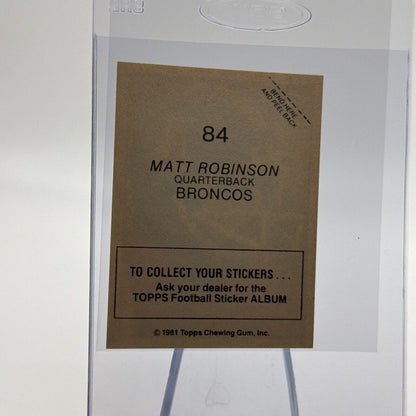 BEND HERE
AND PEEL BACK
84
MATT ROBINSON
QUARTERBACK
BRONCOS
TO COLLECT YOUR STICKERS...
Ask your dealer for the
TOPPS Football Sticker ALBUM
© 1981 Topps Chewing Gum, Inc.